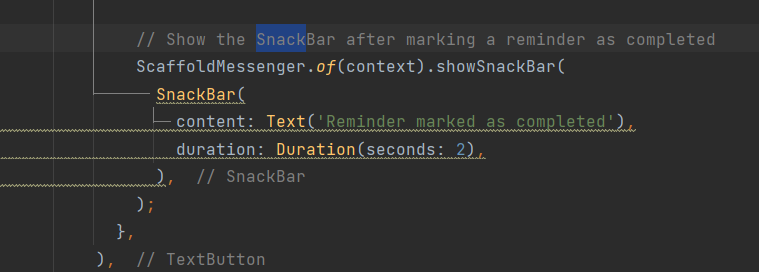 // Show the SnackBar after marking a reminder as completed
ScaffoldMessenger.of(context).showSnackBar(
SnackBar(
content: Text('Reminder marked as completed'),
duration: Duration(seconds: 2),
), // SnackBar
);
},
), // TextButton